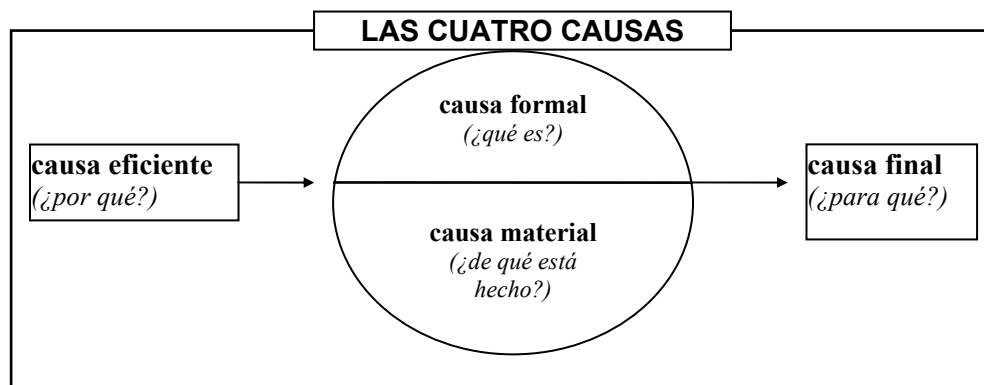 LAS CUATRO CAUSAS
causa formal
(¿qué es?)
causa eficiente
(¿por qué?)
causa final
(¿para qué?)
causa material
(¿de qué está
hecho?)